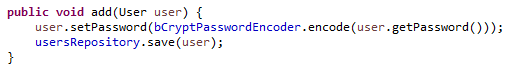 public void add(User user) {
    user.setPassword(bCryptPasswordEncoder.encode(user.getPassword()));
    usersRepository.save(user);
}